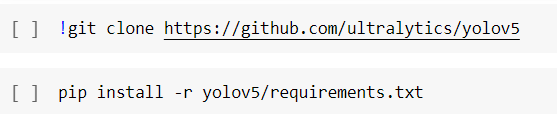 [ ] !git clone https://github.com/ultralytics/yolov5
[ ] pip install -r yolov5/requirements.txt